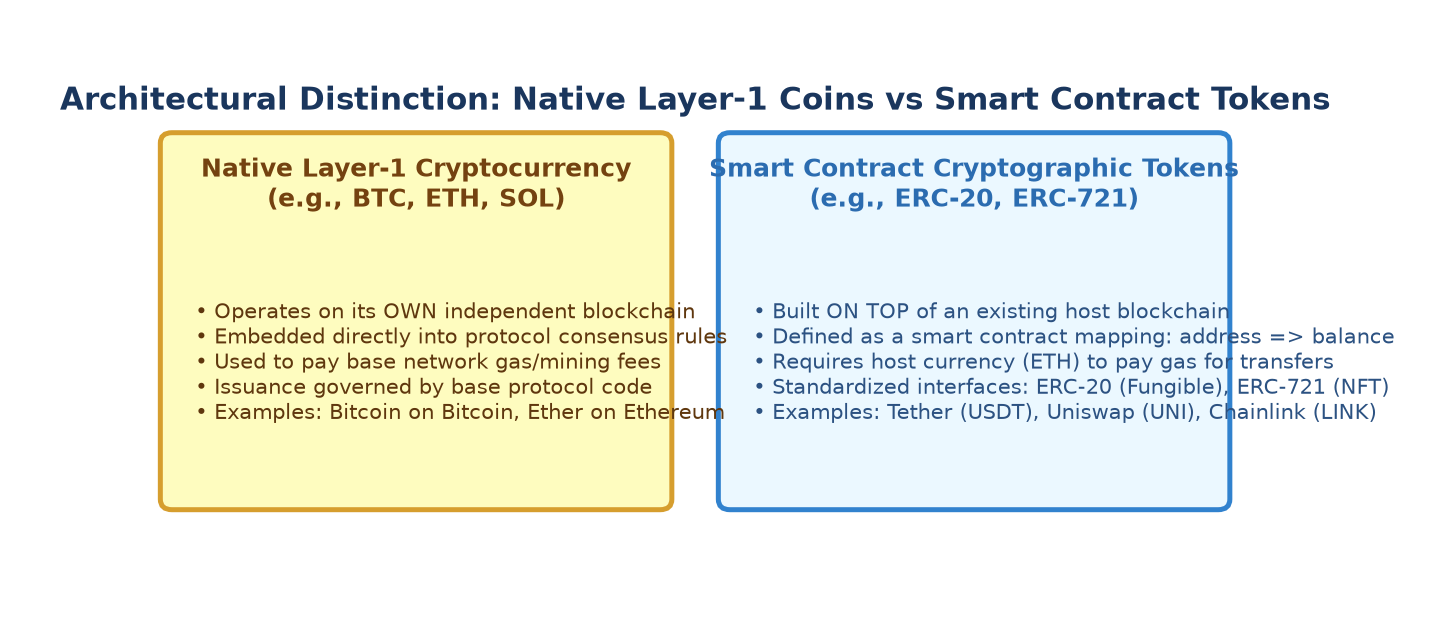 Architectural Distinction: Native Layer-1 Coins vs Smart Contract Tokens
Native Layer-1 Cryptocurrency
(e.g., BTC, ETH, SOL)
• Operates on its OWN independent blockchain
• Embedded directly into protocol consensus rules
• Used to pay base network gas/mining fees
• Issuance governed by base protocol code
• Examples: Bitcoin on Bitcoin, Ether on Ethereum
Smart Contract Cryptographic Tokens
(e.g., ERC-20, ERC-721)
• Built ON TOP of an existing host blockchain
• Defined as a smart contract mapping: address => balance
• Requires host currency (ETH) to pay gas for transfers
• Standardized interfaces: ERC-20 (Fungible), ERC-721 (NFT)
• Examples: Tether (USDT), Uniswap (UNI), Chainlink (LINK)